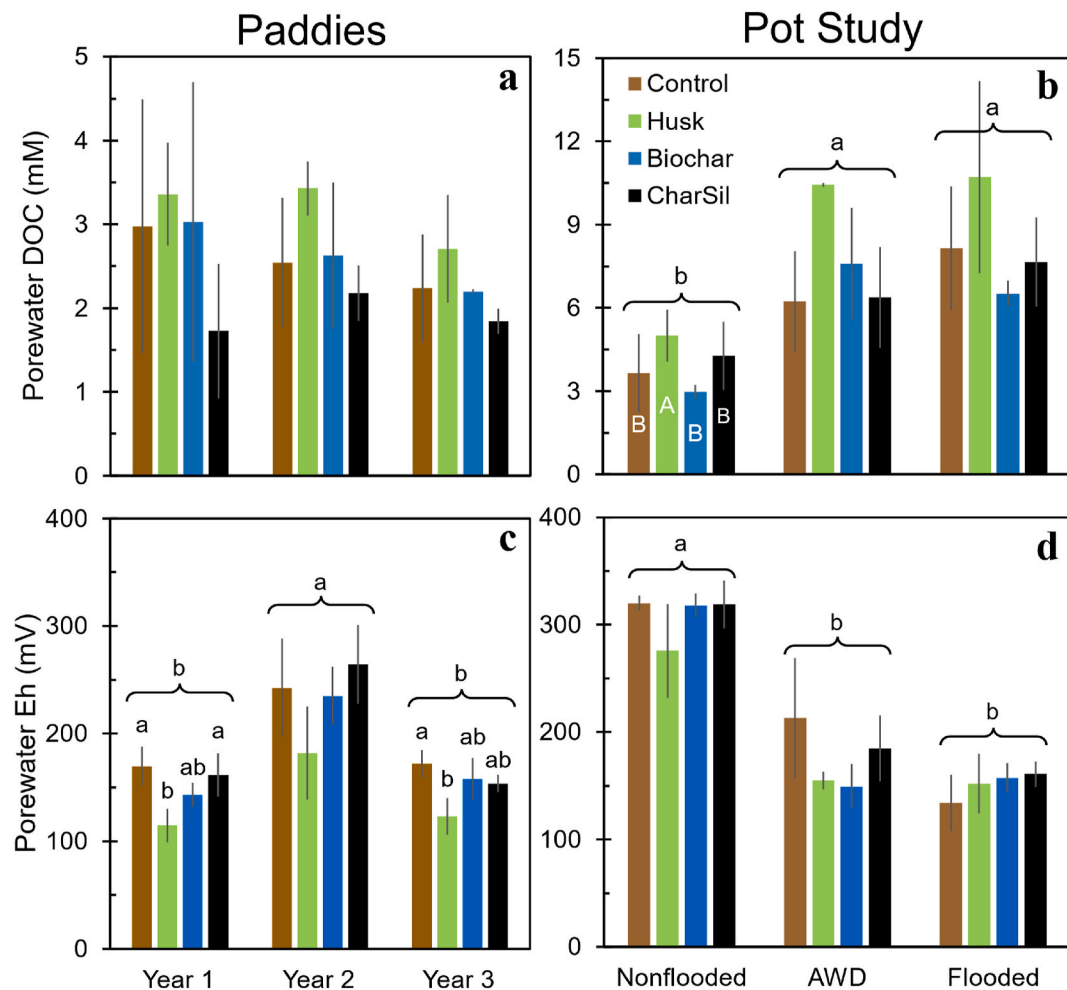 Paddies
Pot Study
Porewater DOC (mM)
5
4
3
2
1
0
a
15
12
9
6
3
0
b
Control
Husk
Biochar
CharSil
b
a
a
B
A
B
B
Porewater Eh (mV)
400
300
200
100
0
c
b
a
b
ab
a
a
b
a
b
ab
ab
Year 1
Year 2
Year 3
400
300
200
100
0
d
a
b
b
Nonflooded
AWD
Flooded